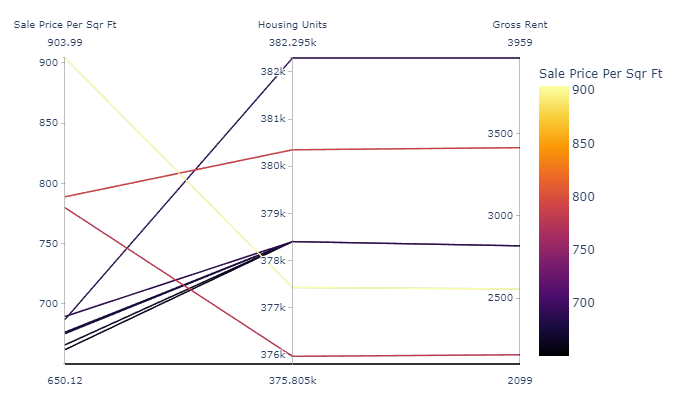 Sale Price Per Sqr Ft Housing Units Gross Rent
903.99 382.295k 3959
900
850
800
750
700
650.12
382k
381k
380k
379k
378k
377k
376k
375.805k
3500
3000
2500
2099
Sale Price Per Sqr Ft
900
850
800
750
700